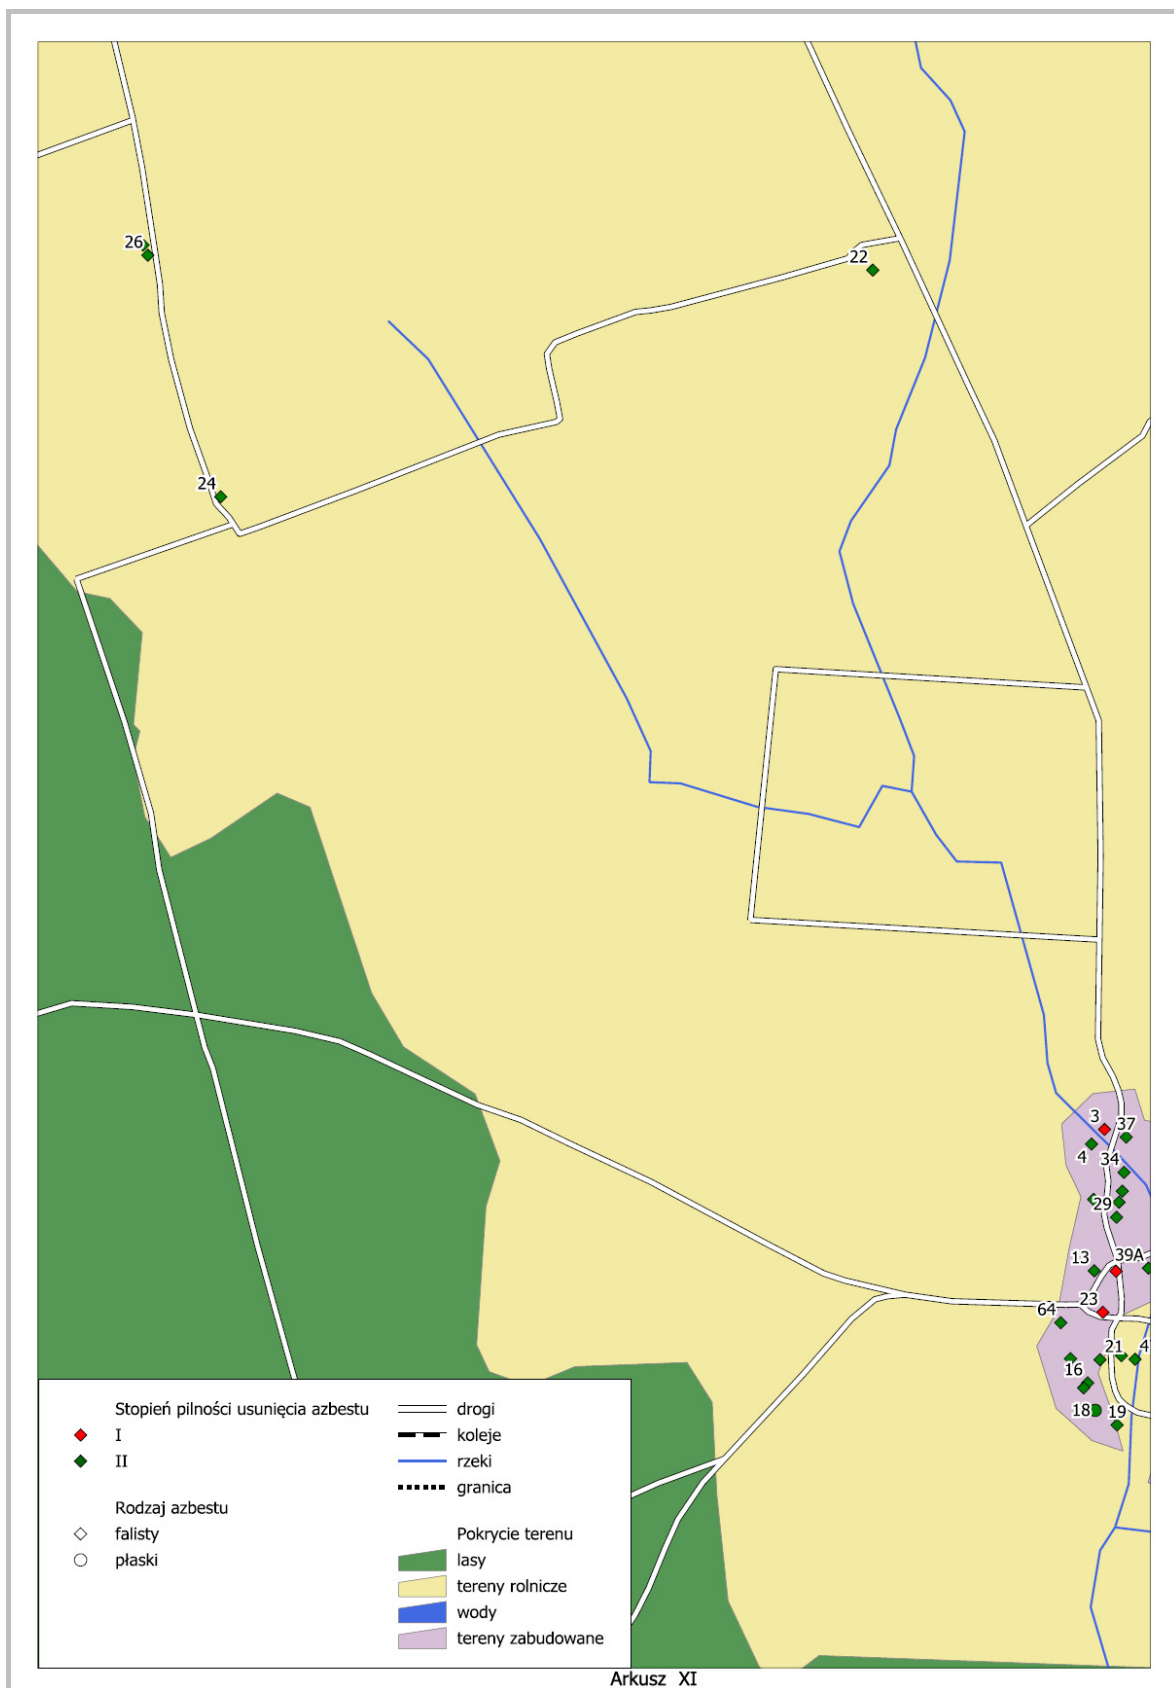 26
22
24
3
37
4
34
29
13
39A
23
64
21
4
16
18
19
Stopień pilności usunięcia azbestu
I
II
Rodzaj azbestu
falisty
płaski
drogi
koleje
rzeki
granica
Pokrycie terenu
lasy
tereny rolnicze
wody
tereny zabudowane
Arkusz XI